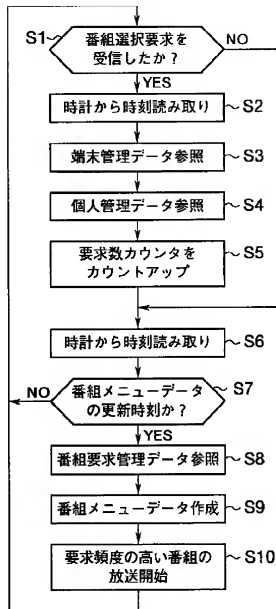 S1
番組選択要求を
受信したか?
NO
YES
時計から時刻読み取り
S2
端末管理データ参照
S3
個人管理データ参照
S4
要求数カウンタを
カウントアップ
S5
時計から時刻読み取り
S6
NO
番組メニューデータ
の更新時刻か?
S7
YES
番組要求管理データ参照
S8
番組メニューデータ作成
S9
要求頻度の高い番組の
放送開始
S10